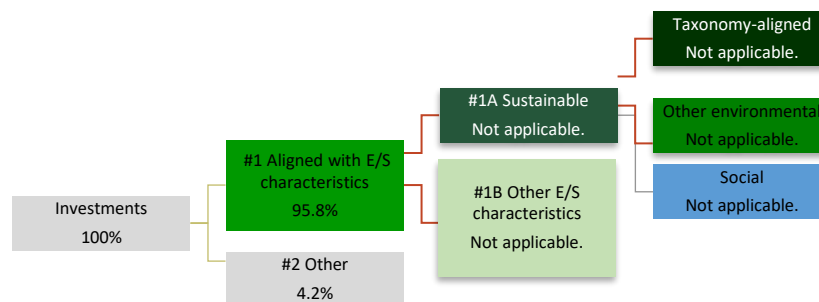 Investments
100%
#1 Aligned with E/S
characteristics
95.8%
#2 Other
4.2%
#1A Sustainable
Not applicable.
#1B Other E/S
characteristics
Not applicable.
Taxonomy-aligned
Not applicable.
Other environmental
Not applicable.
Social
Not applicable.